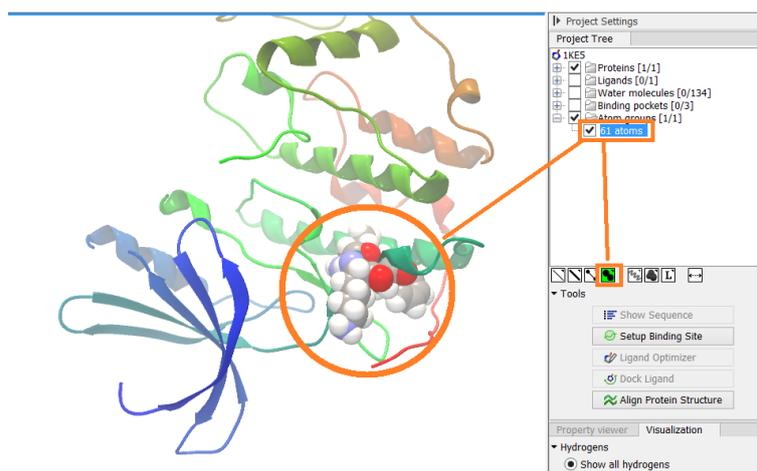 Project Settings
Project Tree
1KE5
Proteins [1/1]
Ligands [0/1]
Water molecules [0/134]
Binding pockets [0/3]
Atom groups [1/1]
61 atoms
L
Tools
Show Sequence
Setup Binding Site
Ligand Optimizer
Dock Ligand
Align Protein Structure
Property viewer Visualization
Hydrogens
Show all hydrogens